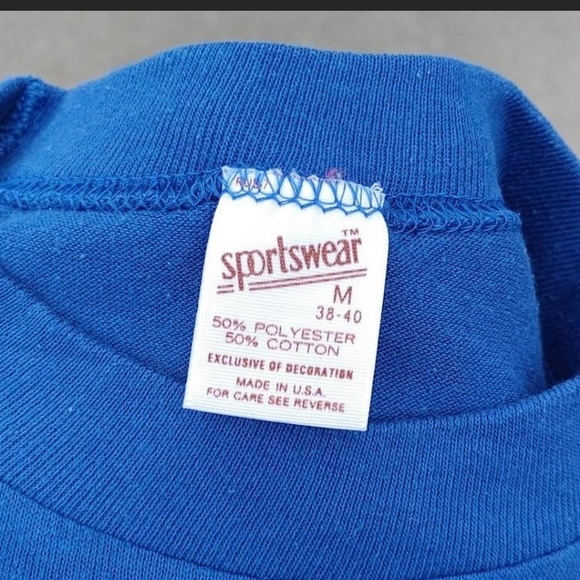 sportswear™
M
38-40
50% POLYESTER
50% COTTON
EXCLUSIVE OF DECORATION
MADE IN U.S.A.
FOR CARE SEE REVERSE